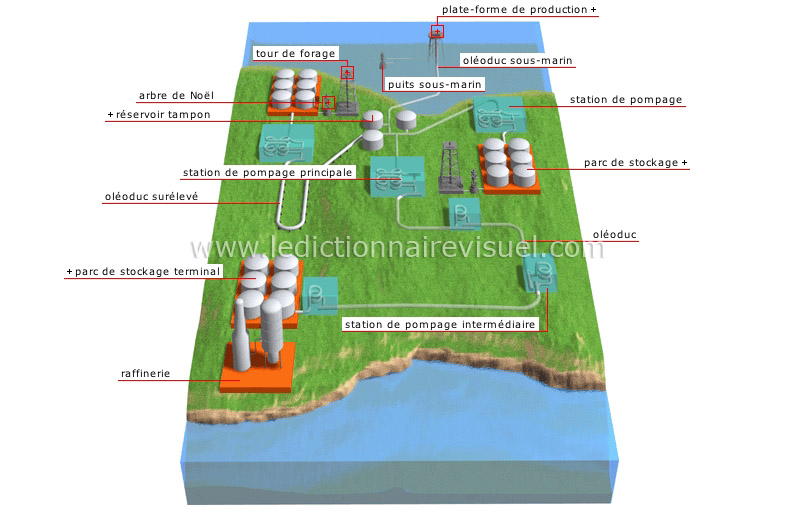 plate-forme de production +
tour de forage
oléoduc sous-marin
arbre de Noël
puits sous-marin
station de pompage
+ réservoir tampon
station de pompage principale
parc de stockage +
oléoduc surélevé
oléoduc
www.ledictionnairevisuel.com
+ parc de stockage terminal
station de pompage intermédiaire
raffinerie